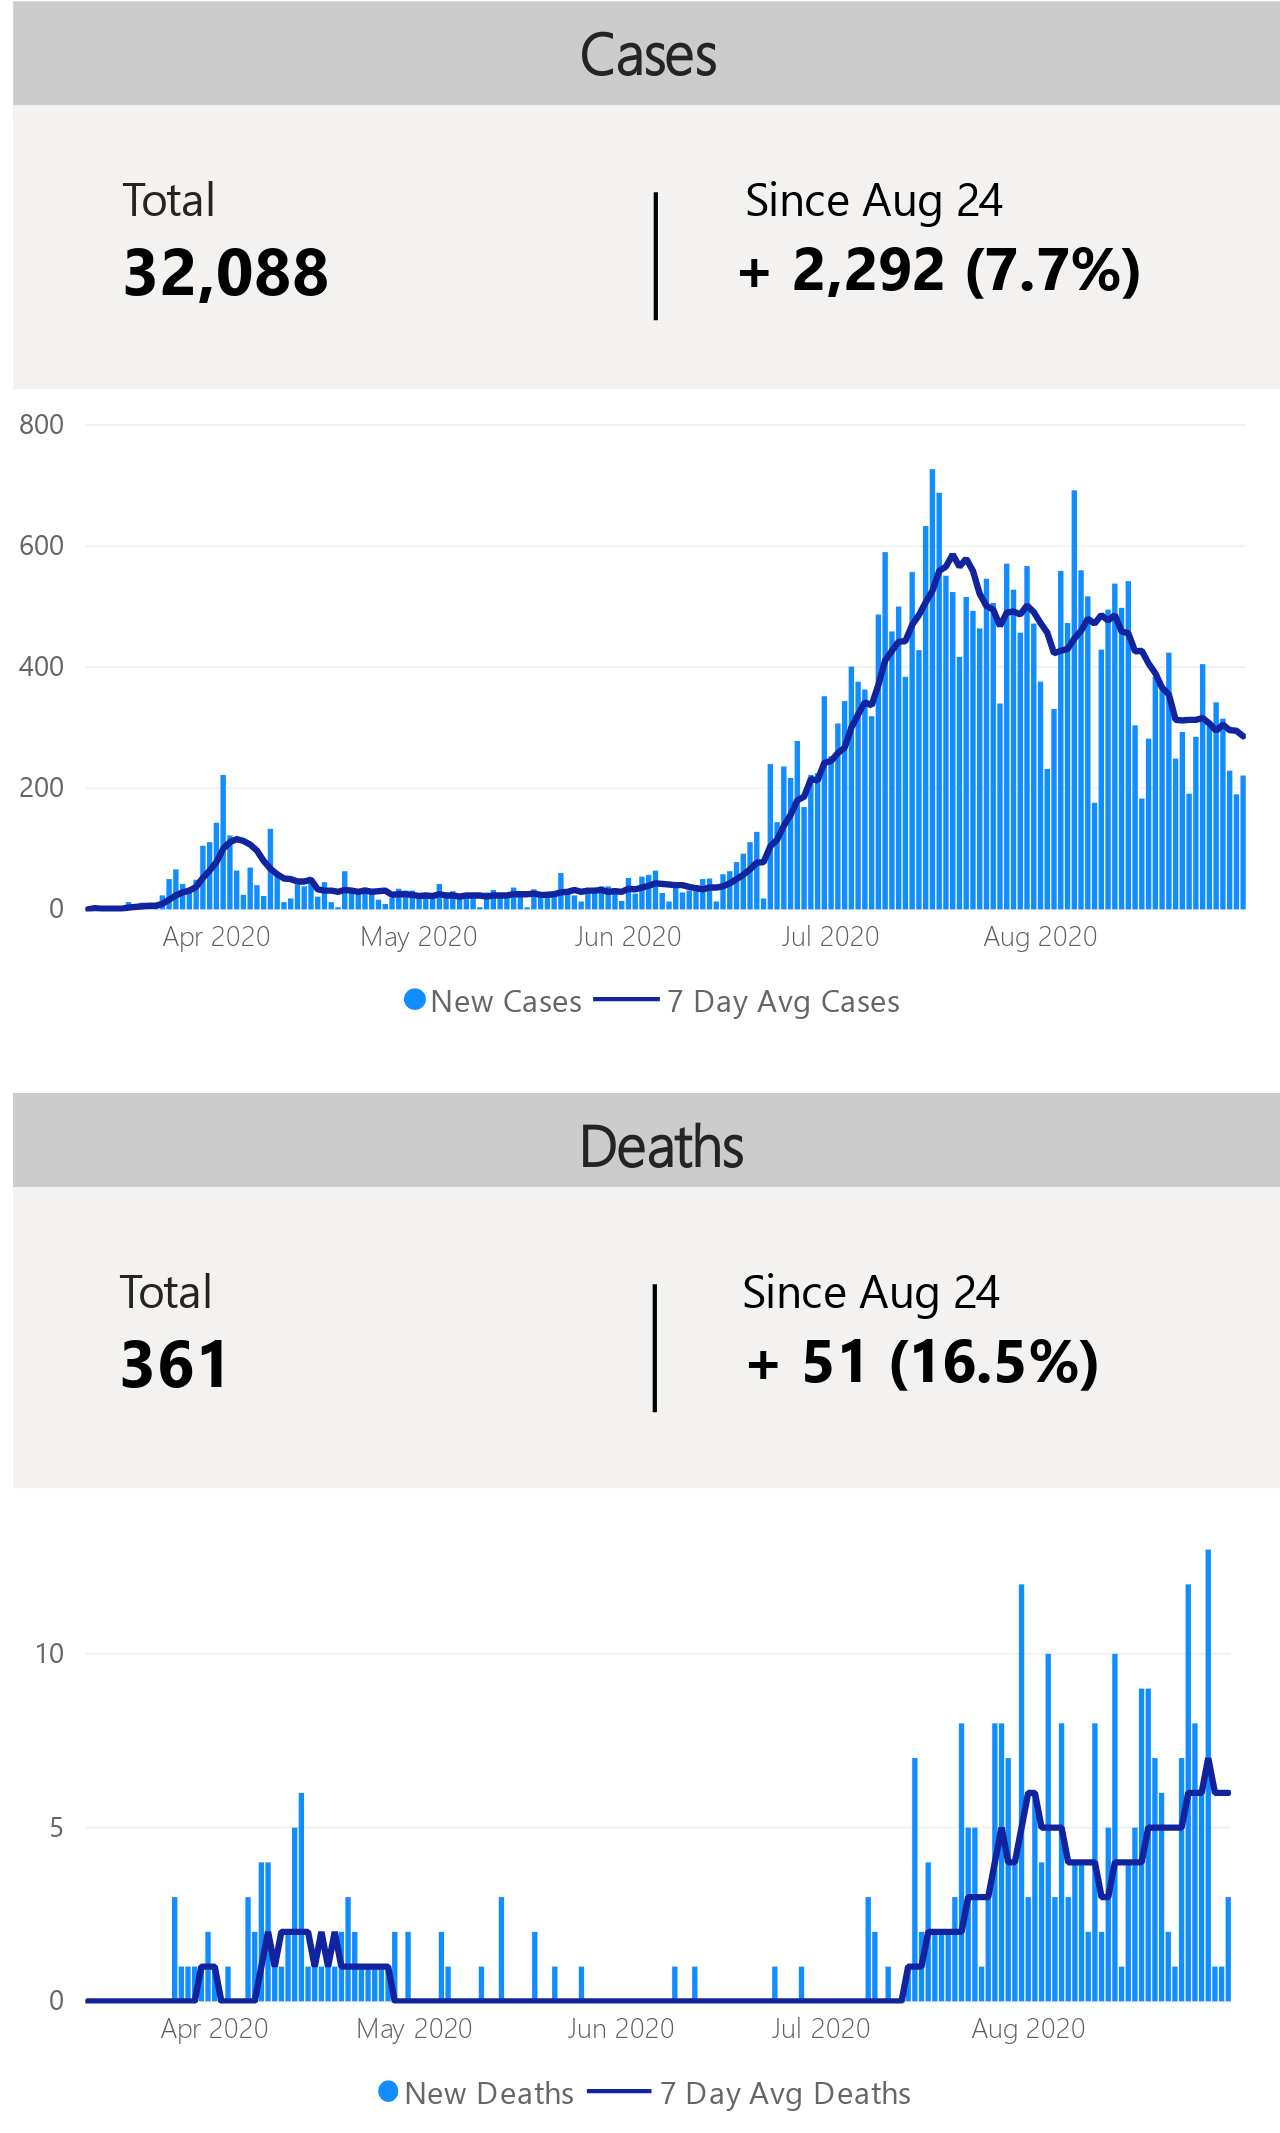 Cases
Total
Since Aug 24
32,088
+ 2,292 (7.7%)
800
600
400
200
0
Apr 2020 May 2020 Jun 2020 Jul 2020 Aug 2020
New Cases 7 Day Avg Cases
Deaths
Total
Since Aug 24
361
+ 51 (16.5%)
10
5
0
Apr 2020 May 2020 Jun 2020 Jul 2020 Aug 2020
New Deaths 7 Day Avg Deaths